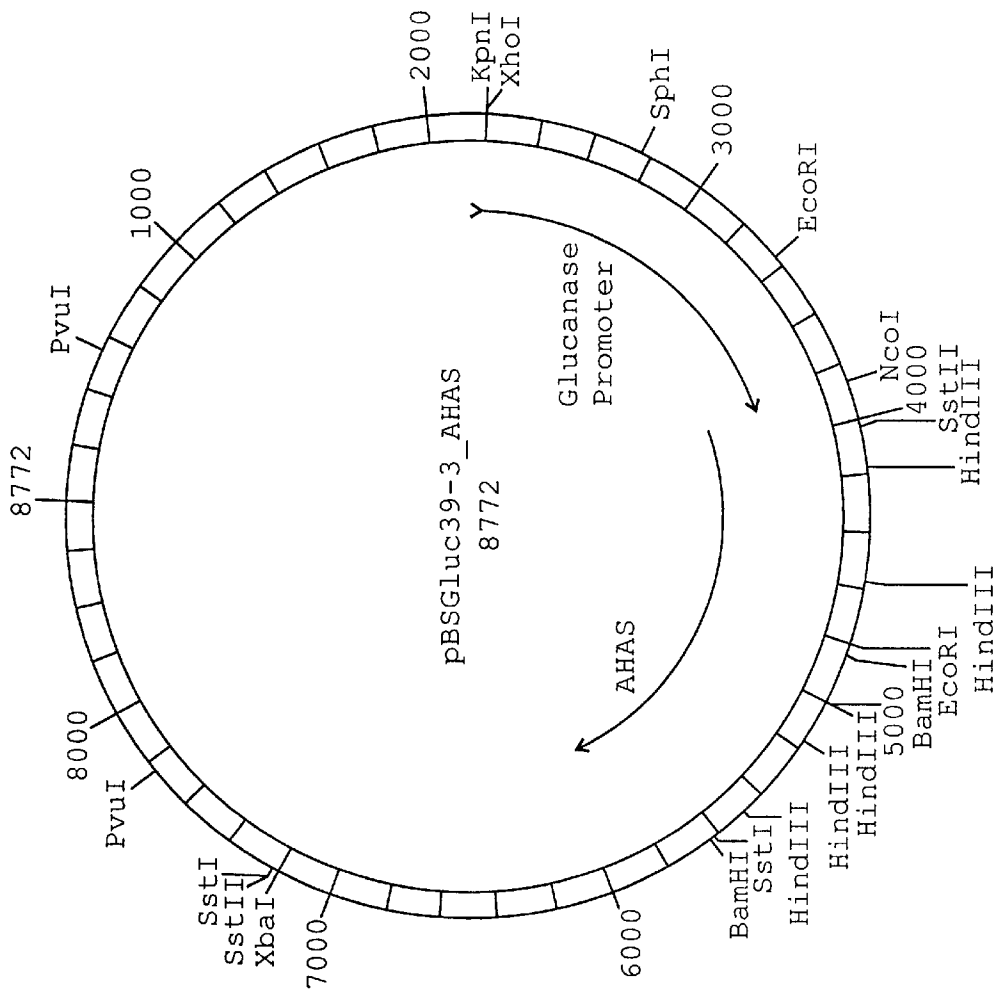 8772
PvuI
1000
2000
KpnI
XhoI
SphI
3000
EcoRI
NcoI
4000
SstII
HindIII
HindIII
EcoRI
BamHI
5000
HindIII
HindIII
HindIII
SstI
BamHI
6000
7000
XbaI
SstII
SstI
PvuI
8000
Glucanase
Promoter
AHAS
pBSGluc39-3_AHAS
8772